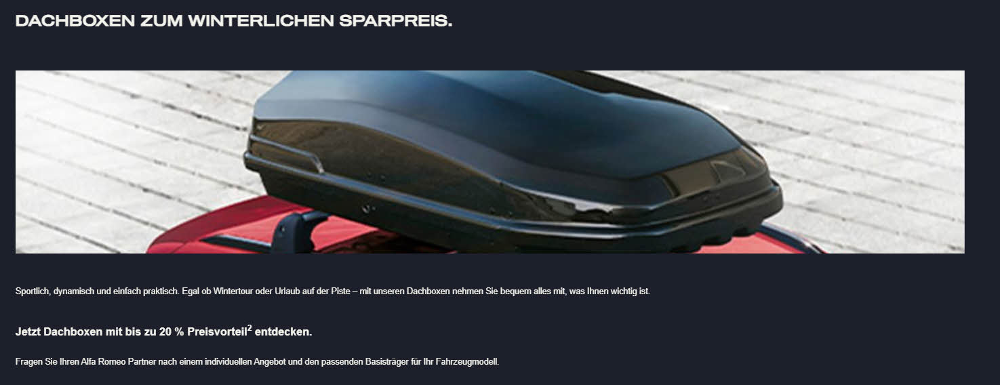 DACHBOXEN ZUM WINTERLICHEN SPARPREIS.
Sportlich, dynamisch und einfach praktisch. Egal ob Wintertour oder Urlaub auf der Piste – mit unseren Dachboxen nehmen Sie bequem alles mit, was Ihnen wichtig ist.
Jetzt Dachboxen mit bis zu 20 % Preisvorteil² entdecken.
Fragen Sie Ihren Alfa Romeo Partner nach einem individuellen Angebot und den passenden Basisträger für Ihr Fahrzeugmodell.